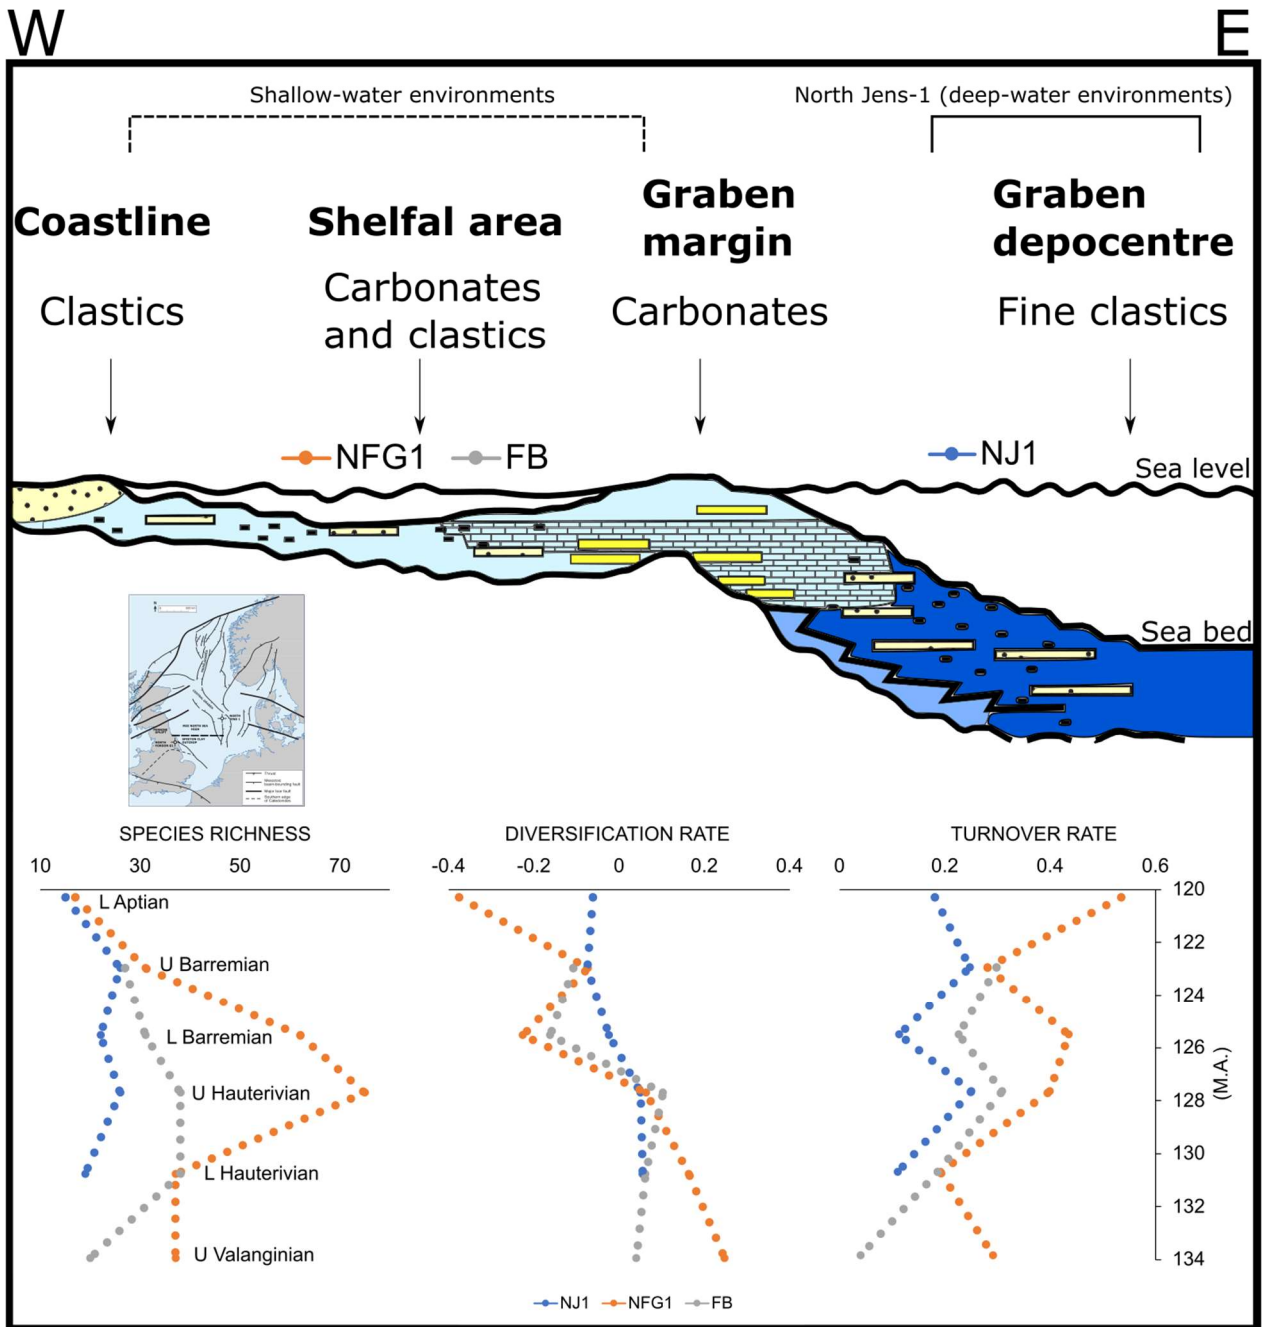 W E
Shallow-water environments
North Jens-1 (deep-water environments)
Coastline
Shelfal area
Graben
margin
Graben
depocentre
Clastics
Carbonates
and clastics
Carbonates
Fine clastics
NFG1 FB
NJ1
Sea level
Sea bed
SPECIES RICHNESS
10 30 50 70
L Aptian
U Barremian
L Barremian
U Hauterivian
L Hauterivian
U Valanginian
DIVERSIFICATION RATE
-0.4 -0.2 0 0.2 0.4
TURNOVER RATE
0 0.2 0.4 0.6
120
122
124
126
128
130
132
134
(M.A.)
NJ1 NFG1 FB